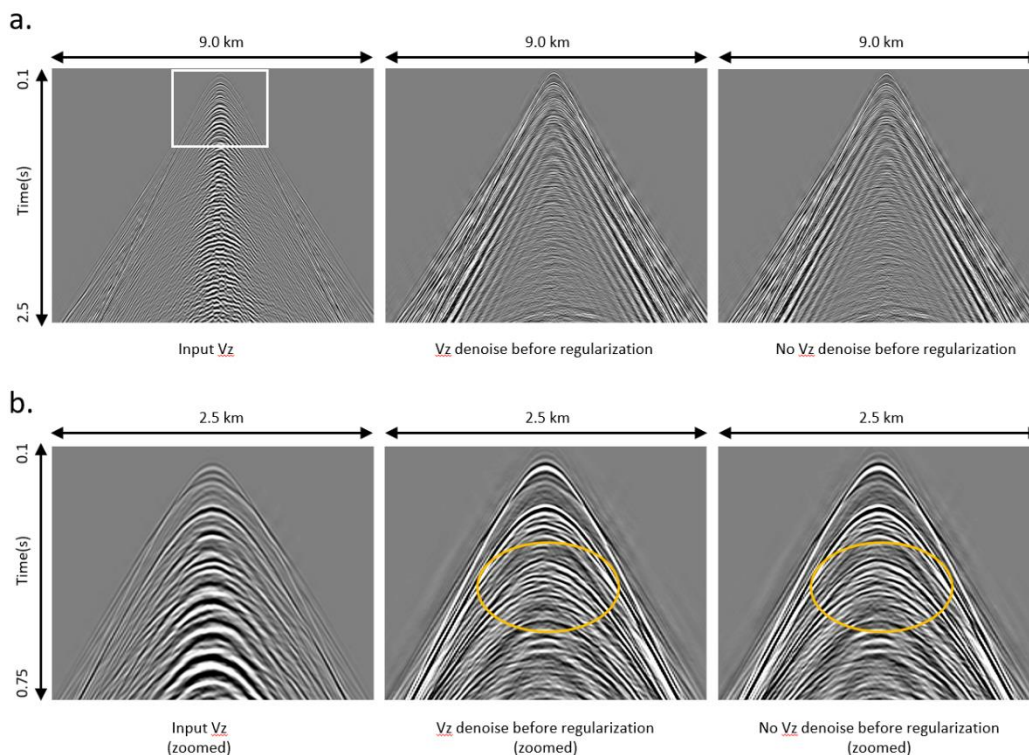 a.
9.0 km
9.0 km
9.0 km
0.1
Time(s)
2.5
Input Vz
Vz denoise before regularization
No Vz denoise before regularization
b.
2.5 km
2.5 km
2.5 km
0.1
Time(s)
0.75
Input Vz
(zoomed)
Vz denoise before regularization
(zoomed)
No Vz denoise before regularization
(zoomed)